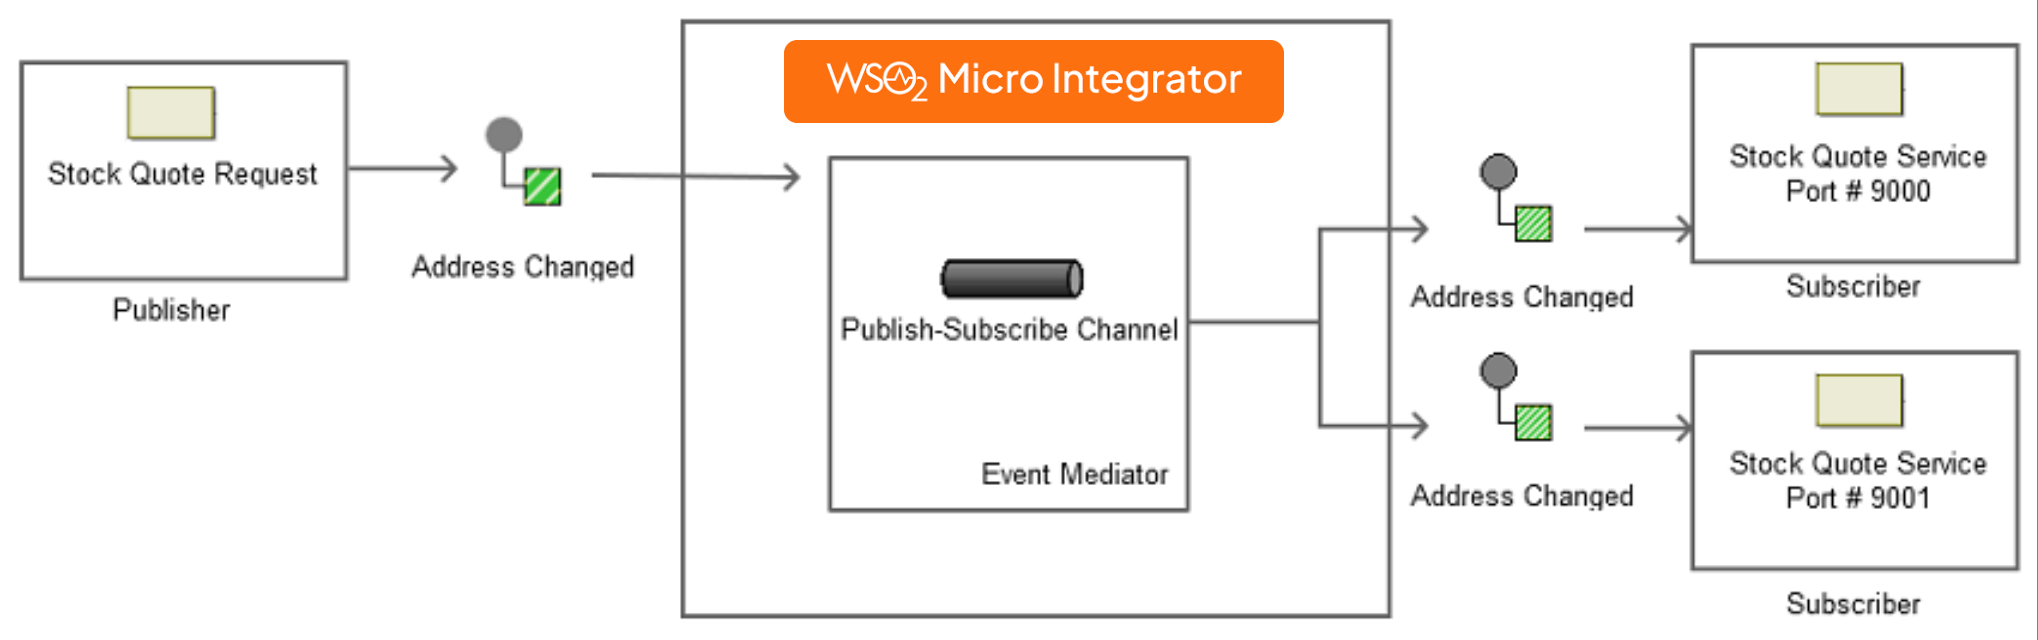 WSO2 Micro Integrator
Stock Quote Request
Publisher
Address Changed
Publish-Subscribe Channel
Event Mediator
Address Changed
Address Changed
Stock Quote Service
Port # 9000
Subscriber
Stock Quote Service
Port # 9001
Subscriber